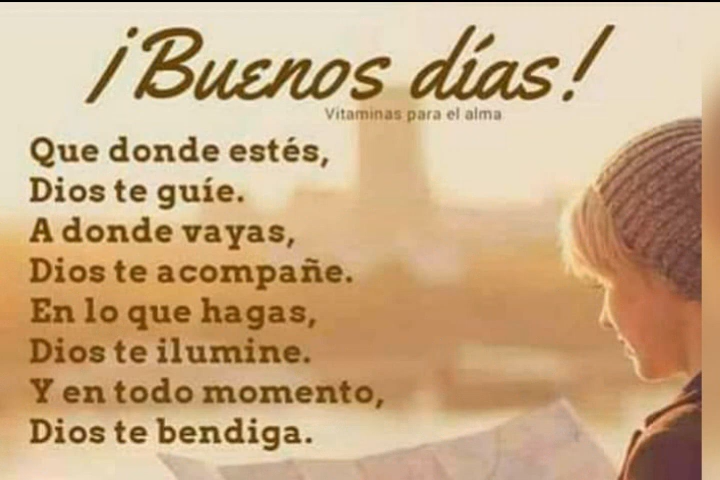 ¡Buenos días!
Vitaminas para el alma
Que donde estés,
Dios te guíe.
A donde vayas,
Dios te acompañe.
En lo que hagas,
Dios te ilumine.
Y en todo momento,
Dios te bendiga.